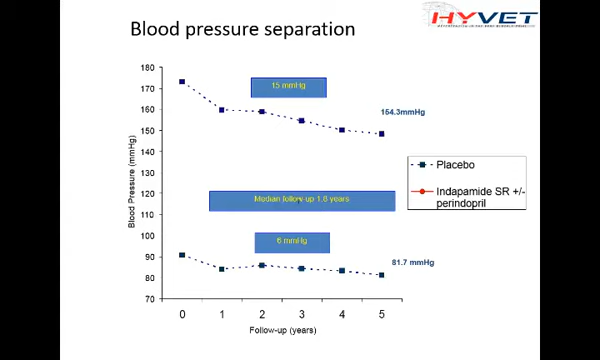 Blood pressure separation
HYVET
180
170
160
150
140
130
120
110
100
90
80
70
Blood Pressure (mmHg)
15 mmHg
154.3mmHg
Median follow-up 1.8 years
6 mmHg
81.7 mmHg
0 1 2 3 4 5
Follow-up (years)
Placebo
Indapamide SR +/-
perindopril